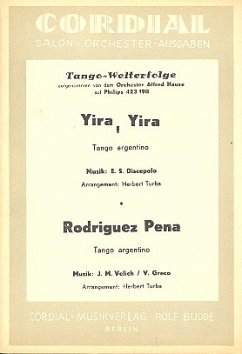 CORDIAL
SALON-ORCHESTER-AUSGABEN
Tango-Welterfolge
aufgenommen von dem Orchester Alfred Hause
auf Philips 423 198
Yira, Yira
Tango argentino
Musik: E. S. Discepolo
Arrangement: Herbert Turba
Rodriguez Pena
Tango argentino
Musik: J. M. Velich / V. Greco
Arrangement: Herbert Turba
CORDIAL-MUSIKVERLAG ROLF BUDDE
BERLIN